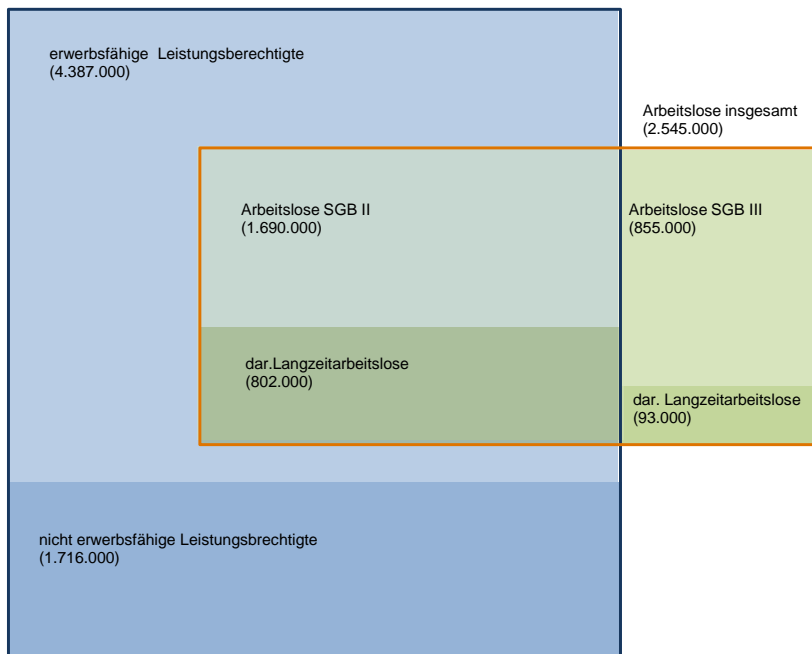 erwerbsfähige Leistungsberechtigte
(4.387.000)
Arbeitslose insgesamt
(2.545.000)
Arbeitslose SGB II
(1.690.000)
Arbeitslose SGB III
(855.000)
dar.Langzeitarbeitslose
(802.000)
dar. Langzeitarbeitslose
(93.000)
nicht erwerbsfähige Leistungsbrechtigte
(1.716.000)